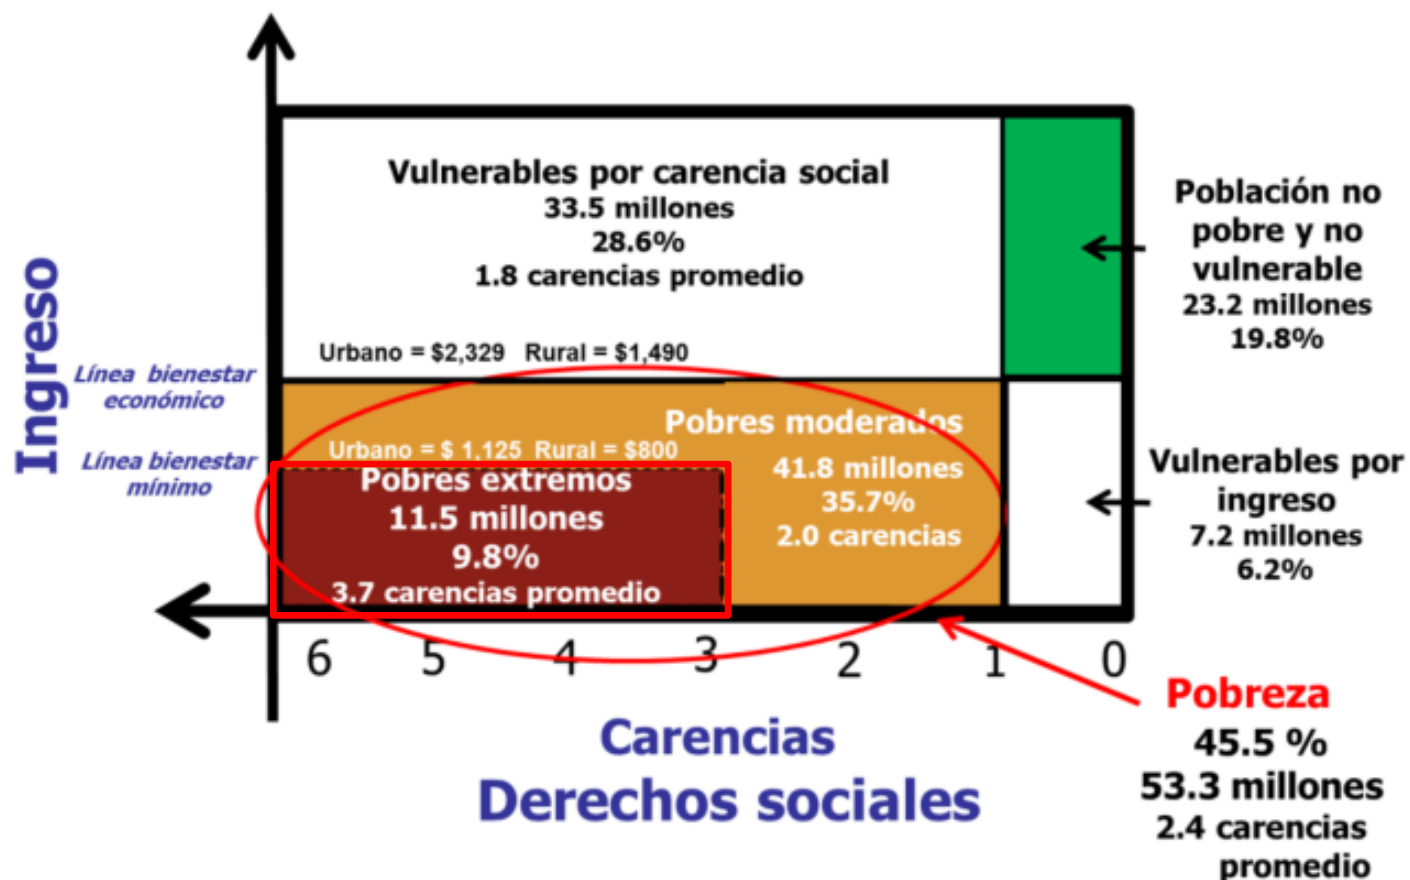 Vulnerables por carencia social
33.5 millones
28.6%
1.8 carencias promedio
Urbano = $2,329 Rural = $1,490
Población no
pobre y no
vulnerable
23.2 millones
19.8%
Ingreso
Línea bienestar
económico
Línea bienestar
mínimo
Pobres moderados
41.8 millones
35.7%
2.0 carencias
Urbano = $ 1,125 Rural = $800
Pobres extremos
11.5 millones
9.8%
3.7 carencias promedio
Vulnerables por
ingreso
7.2 millones
6.2%
6 5 4 3 2 1 0
Carencias
Derechos sociales
Pobreza
45.5 %
53.3 millones
2.4 carencias
promedio